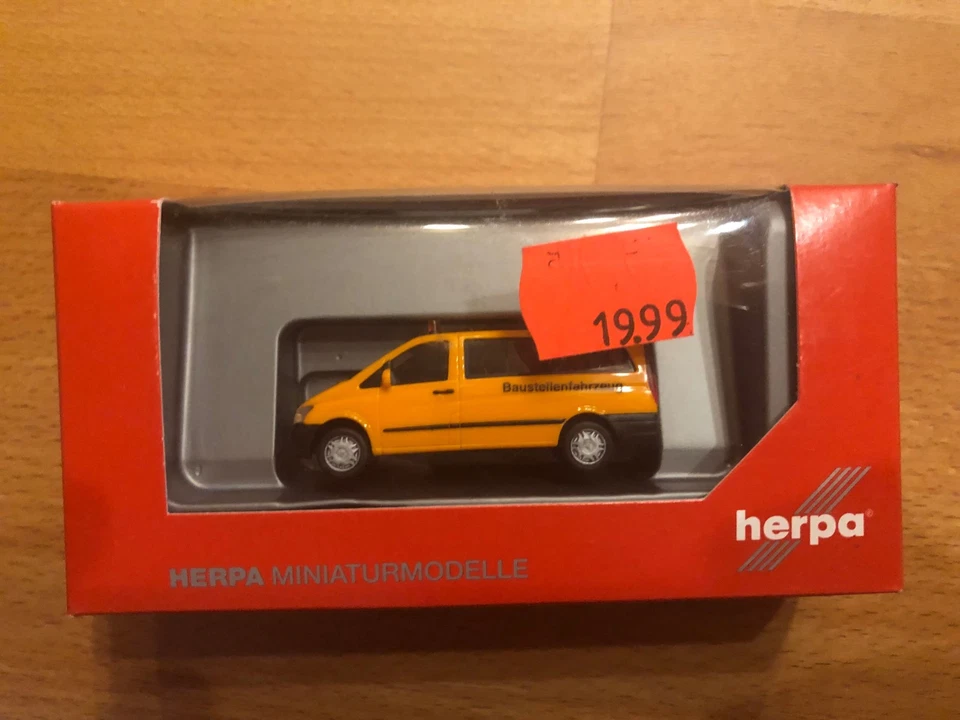 19.99
Baustellenfahrzeug
herpa®
HERPA MINIATURMODELLE